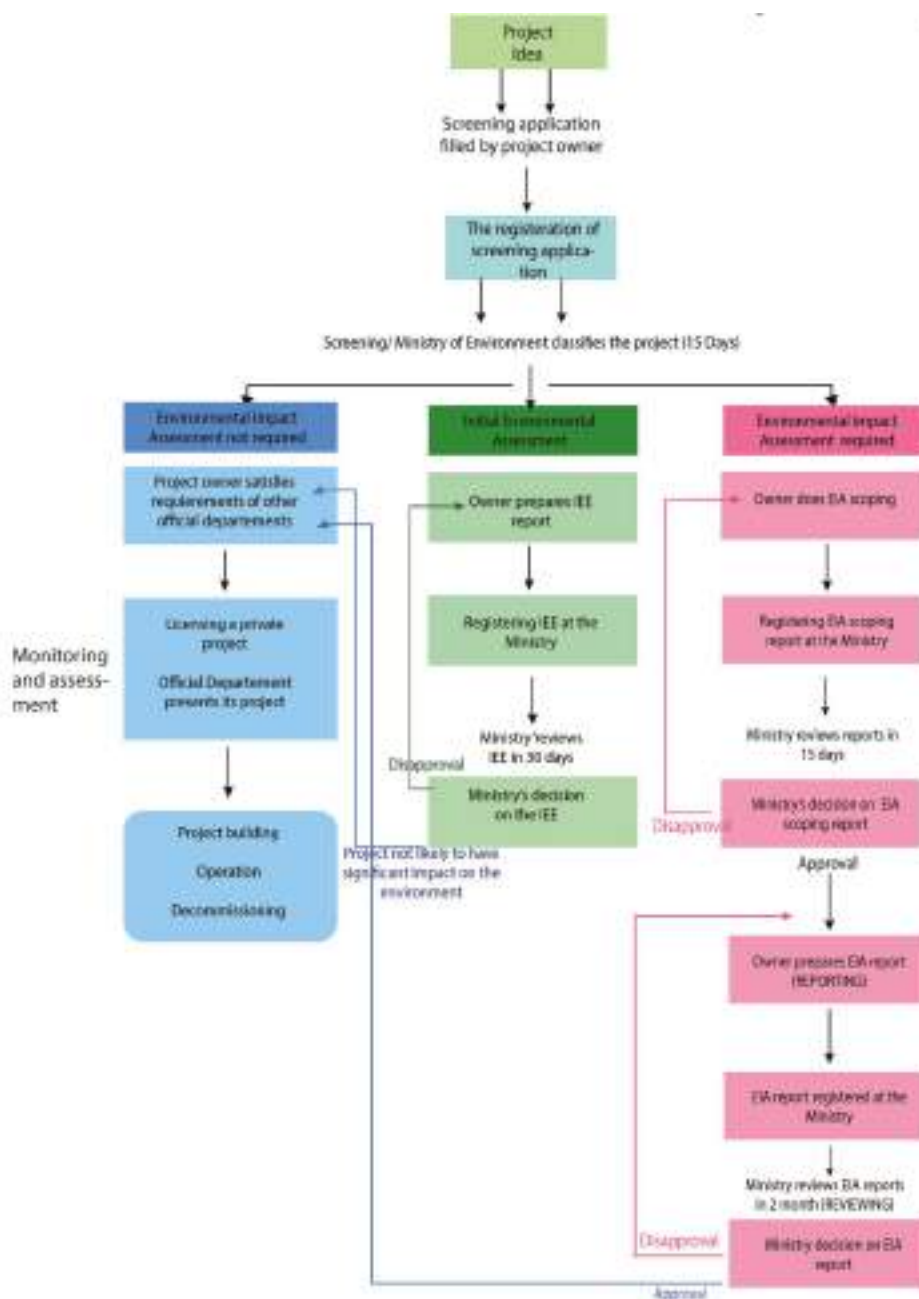 Project
Idea
Screening application
filled by project owner
The registeration of
screening applica-
tion
Screening/ Ministry of Environment classifies the project (15 Days)
Environmental Impact
Assessment not required
Project owner satisfies
requierements of other
official departements
Licensing a private
project
Official Departement
presents its project
Monitoring
and assess-
ment
Project building
Operation
Decommissioning
Initial Environmental
Assessment
Owner prepares IEE
report
Registering IEE at the
Ministry
Ministry reviews
IEE in 30 days
Disapproval
Ministry's decision
on the IEE
Project not likely to have
significant impact on the
environment
Environmental Impact
Assessment required
Owner does EIA scoping
Registering EIA scoping
report at the Ministry
Ministry reviews reports in
15 days
Ministry's decision on EIA
scoping report
Disapproval
Approval
Owner prepares EIA report
(REPORTING)
EIA report registered at the
Ministry
Ministry reviews EIA reports
in 2 month (REVIEWING)
Ministry decision on EIA
report
Disapproval
Approval